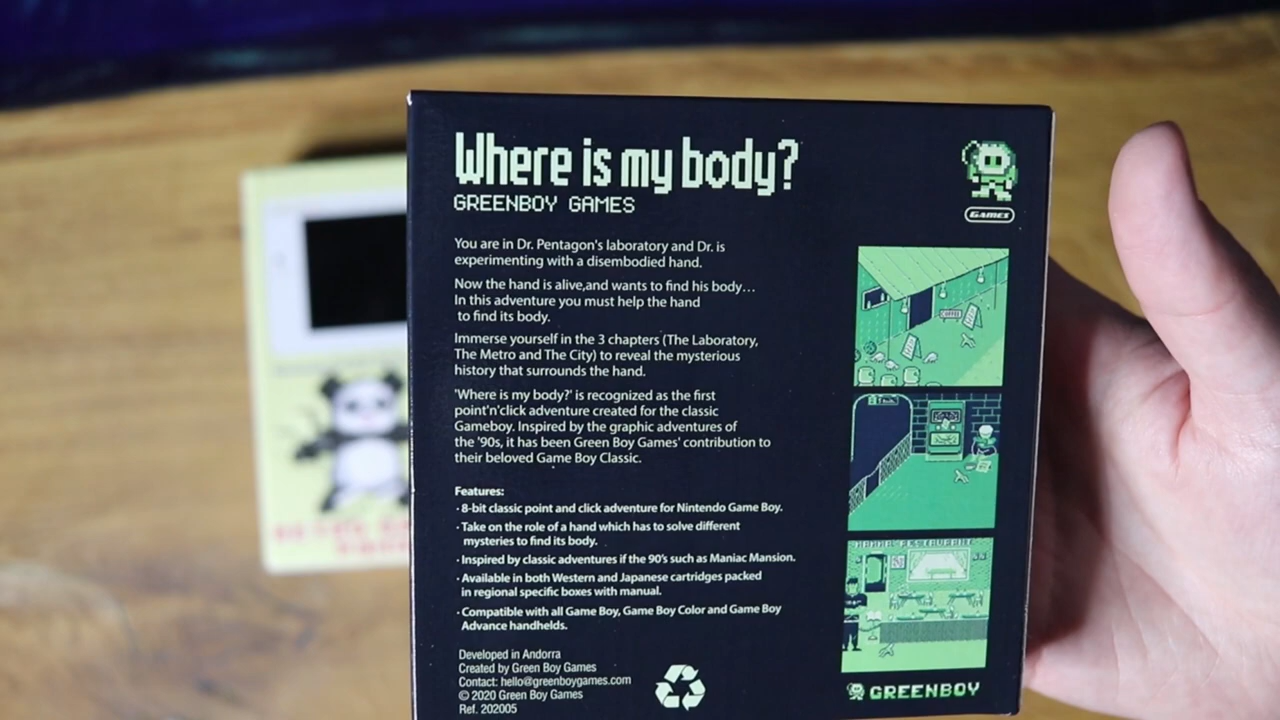 Where is my body?
GREENBOY GAMES
GAMES
You are in Dr. Pentagon's laboratory and Dr. is
experimenting with a disembodied hand.
Now the hand is alive,and wants to find his body...
In this adventure you must help the hand
to find its body.
Immerse yourself in the 3 chapters (The Laboratory,
The Metro and The City) to reveal the mysterious
history that surrounds the hand.
'Where is my body?' is recognized as the first
point'n'click adventure created for the classic
Gameboy. Inspired by the graphic adventures of
the '90s, it has been Green Boy Games' contribution to
their beloved Game Boy Classic.
Features:
· 8-bit classic point and click adventure for Nintendo Game Boy.
· Take on the role of a hand which has to solve different
mysteries to find its body.
· Inspired by classic adventures if the 90's such as Maniac Mansion.
· Available in both Western and Japanese cartridges packed
in regional specific boxes with manual.
· Compatible with all Game Boy, Game Boy Color and Game Boy
Advance handhelds.
Developed in Andorra
Created by Green Boy Games
Contact: hello@greenboygames.com
© 2020 Green Boy Games
Ref. 202005
GREENBOY